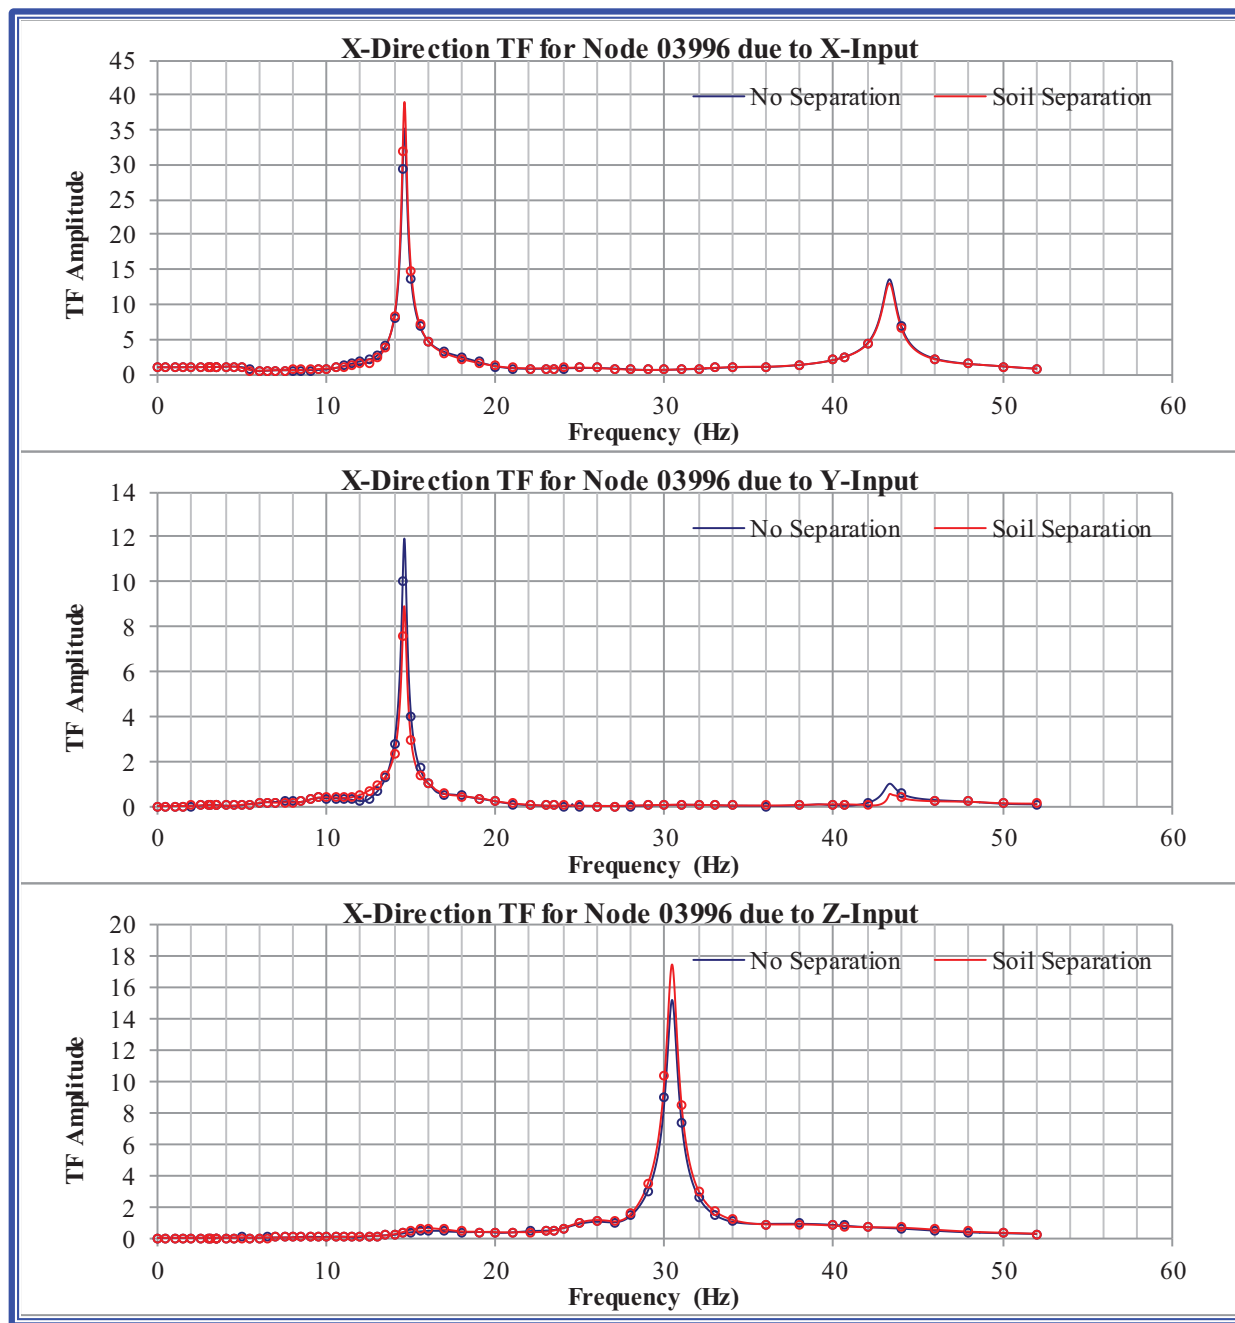 X-Direction TF for Node 03996 due to X-Input
45
40
35
30
25
20
15
10
5
0
TF Amplitude
No Separation Soil Separation
0 10 20 30 40 50 60
Frequency (Hz)
X-Direction TF for Node 03996 due to Y-Input
14
12
10
8
6
4
2
0
TF Amplitude
No Separation Soil Separation
0 10 20 30 40 50 60
Frequency (Hz)
X-Direction TF for Node 03996 due to Z-Input
20
18
16
14
12
10
8
6
4
2
0
TF Amplitude
No Separation Soil Separation
0 10 20 30 40 50 60
Frequency (Hz)